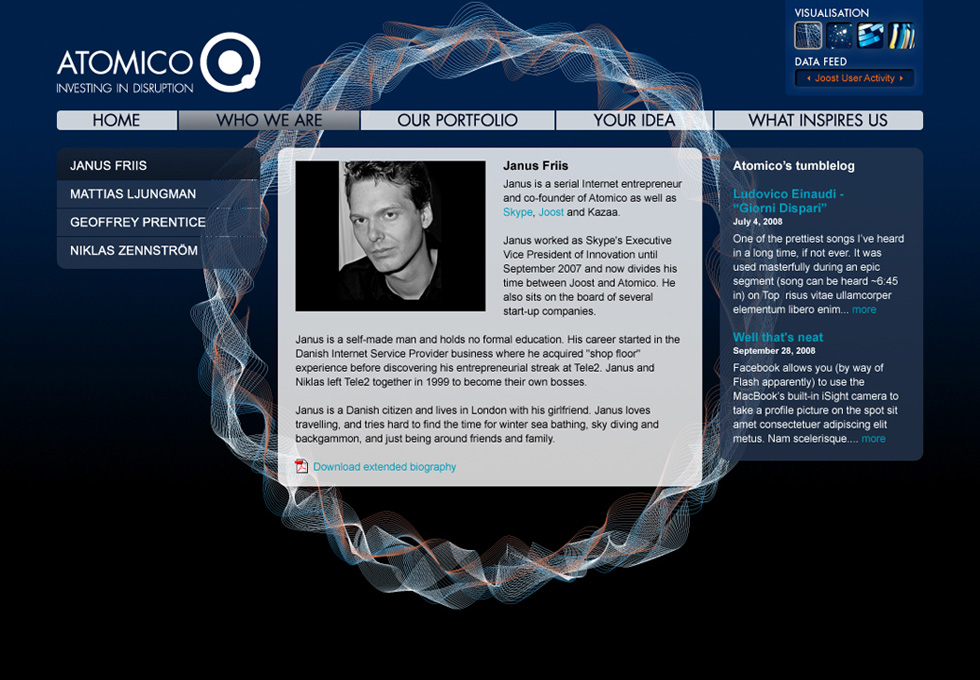 VISUALISATION
DATA FEED
Joost User Activity
ATOMICO
INVESTING IN DISRUPTION
HOME
WHO WE ARE
OUR PORTFOLIO
YOUR IDEA
WHAT INSPIRES US
JANUS FRIIS
MATTIAS LJUNGMAN
GEOFFREY PRENTICE
NIKLAS ZENNSTRÖM
Janus Friis
Janus is a serial Internet entrepreneur
and co-founder of Atomico as well as
Skype, Joost and Kazaa.
Janus worked as Skype's Executive
Vice President of Innovation until
September 2007 and now divides his
time between Joost and Atomico. He
also sits on the board of several
start-up companies.
Janus is a self-made man and holds no formal education. His career started in the
Danish Internet Service Provider business where he acquired "shop floor"
experience before discovering his entrepreneurial streak at Tele2. Janus and
Niklas left Tele2 together in 1999 to become their own bosses.
Janus is a Danish citizen and lives in London with his girlfriend. Janus loves
travelling, and tries hard to find the time for winter sea bathing, sky diving and
backgammon, and just being around friends and family.
Download extended biography
Atomico's tumblelog
Ludovico Einaudi -
“Giorni Dispari”
July 4, 2008
One of the prettiest songs I've heard
in a long time, if not ever. It was
used masterfully during an epic
segment (song can be heard ~6:45
in) on Top risus vitae ullamcorper
elementum libero enim... more
Well that's neat
September 28, 2008
Facebook allows you (by way of
Flash apparently) to use the
MacBook's built-in iSight camera to
take a profile picture on the spot sit
amet consectetuer adipiscing elit
metus. Nam scelerisque.... more